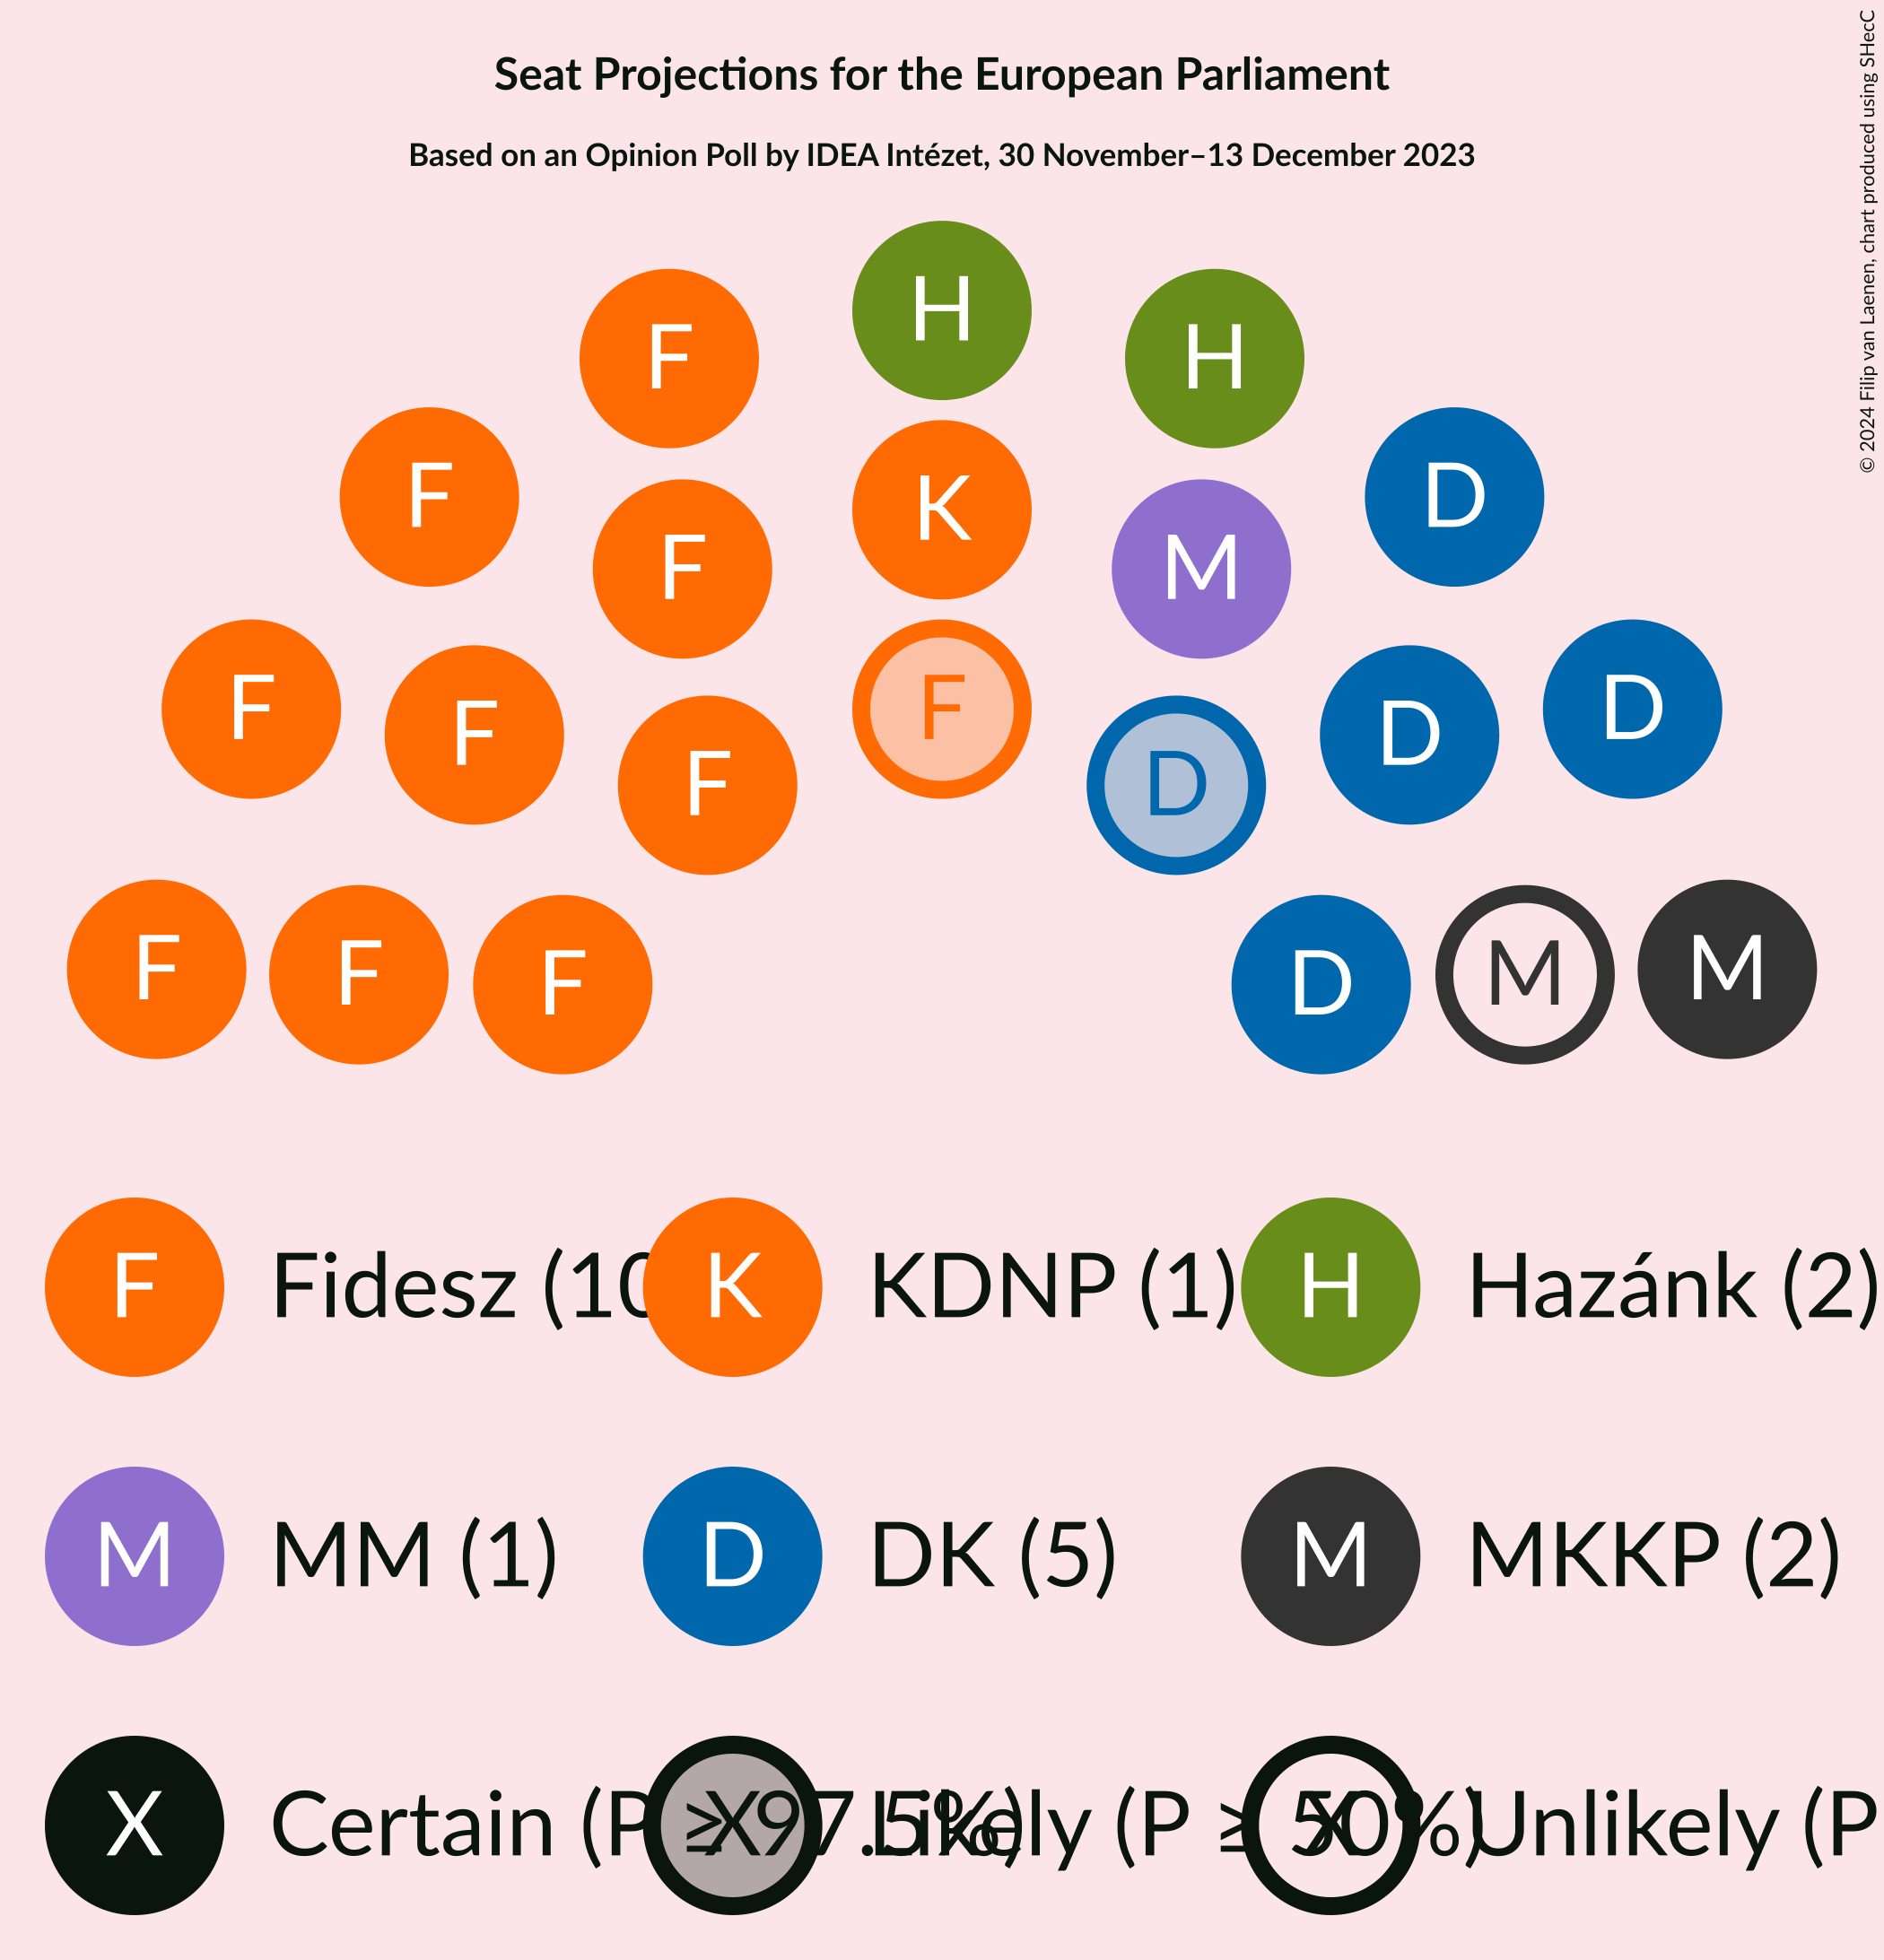 Seat Projections for the European Parliament
Based on an Opinion Poll by IDEA Intézet, 30 November–13 December 2023
© 2024 Filip van Laenen, chart produced using SHecC
H
F H
F K D
F M
F F D
F D
F D
F F M
F D M
F Fidesz (10 K KDNP (1) H Hazánk (2)
M MM (1) D DK (5) M MKKP (2)
X Certain (P ≥ 97.5%) X Likely (P ≥ 50%) X Unlikely (P